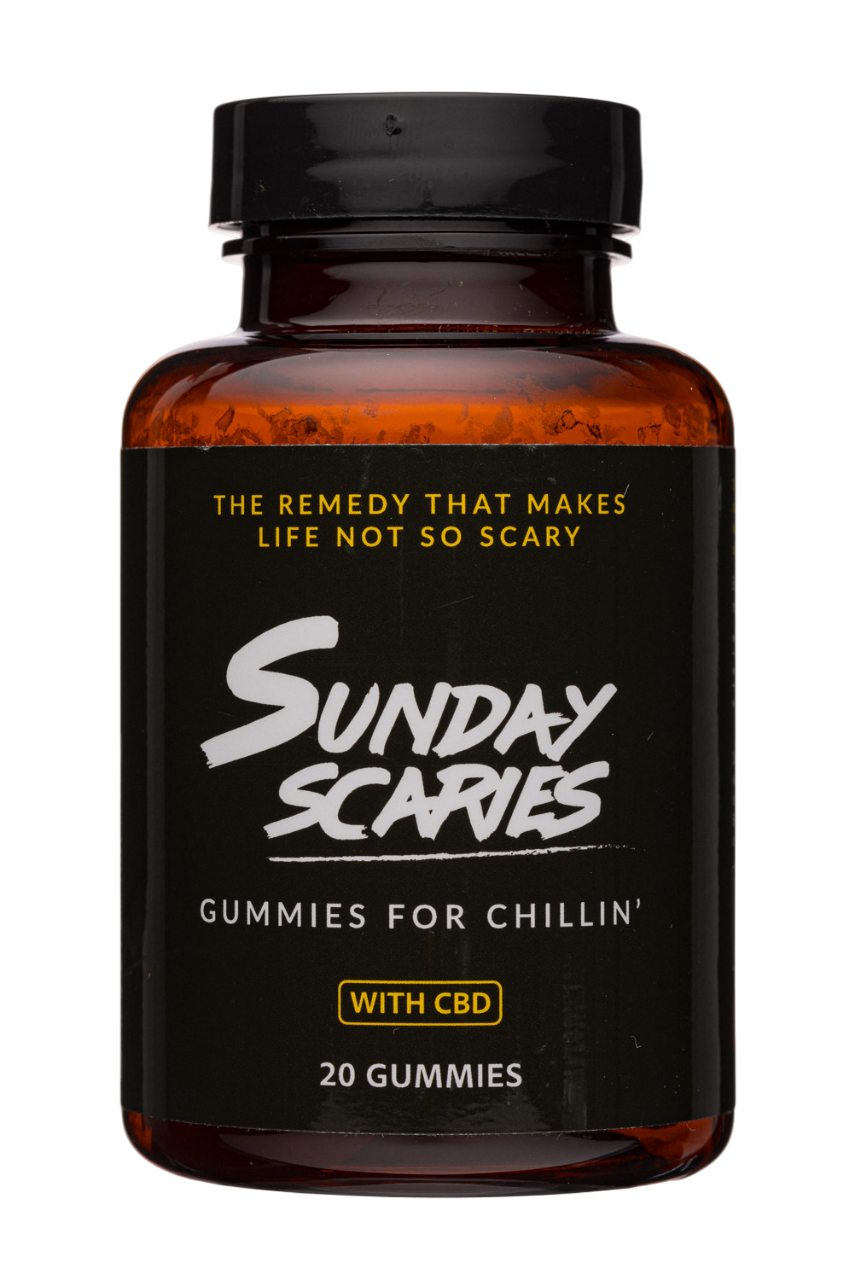 THE REMEDY THAT MAKES
LIFE NOT SO SCARY
SUNDAY
SCARIES
GUMMIES FOR CHILLIN'
WITH CBD
20 GUMMIES